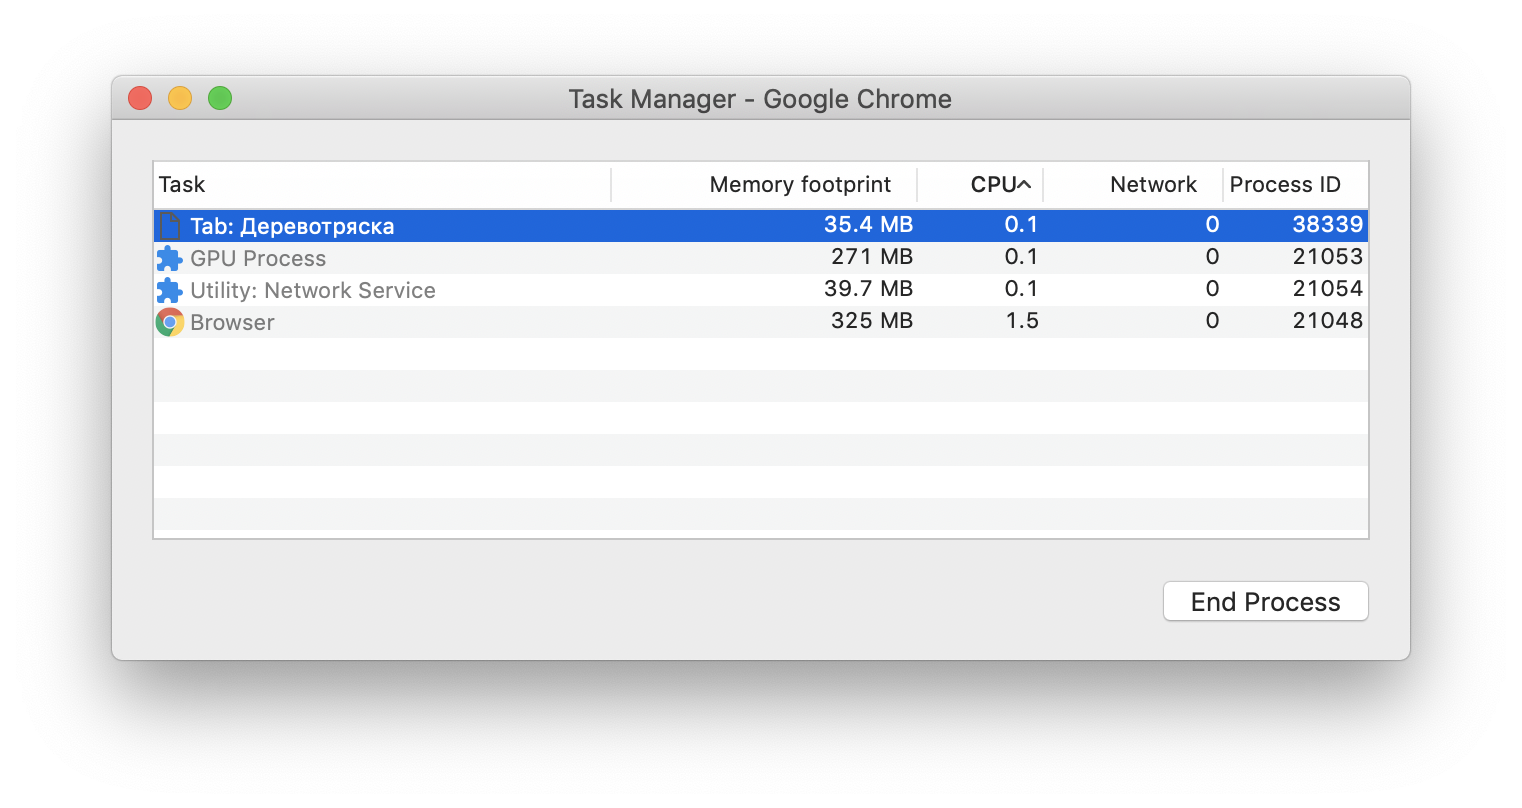 Task Manager - Google Chrome
Task Memory footprint CPU Network Process ID
Tab: Деревотряска 35.4 MB 0.1 0 38339
GPU Process 271 MB 0.1 0 21053
Utility: Network Service 39.7 MB 0.1 0 21054
Browser 325 MB 1.5 0 21048
End Process